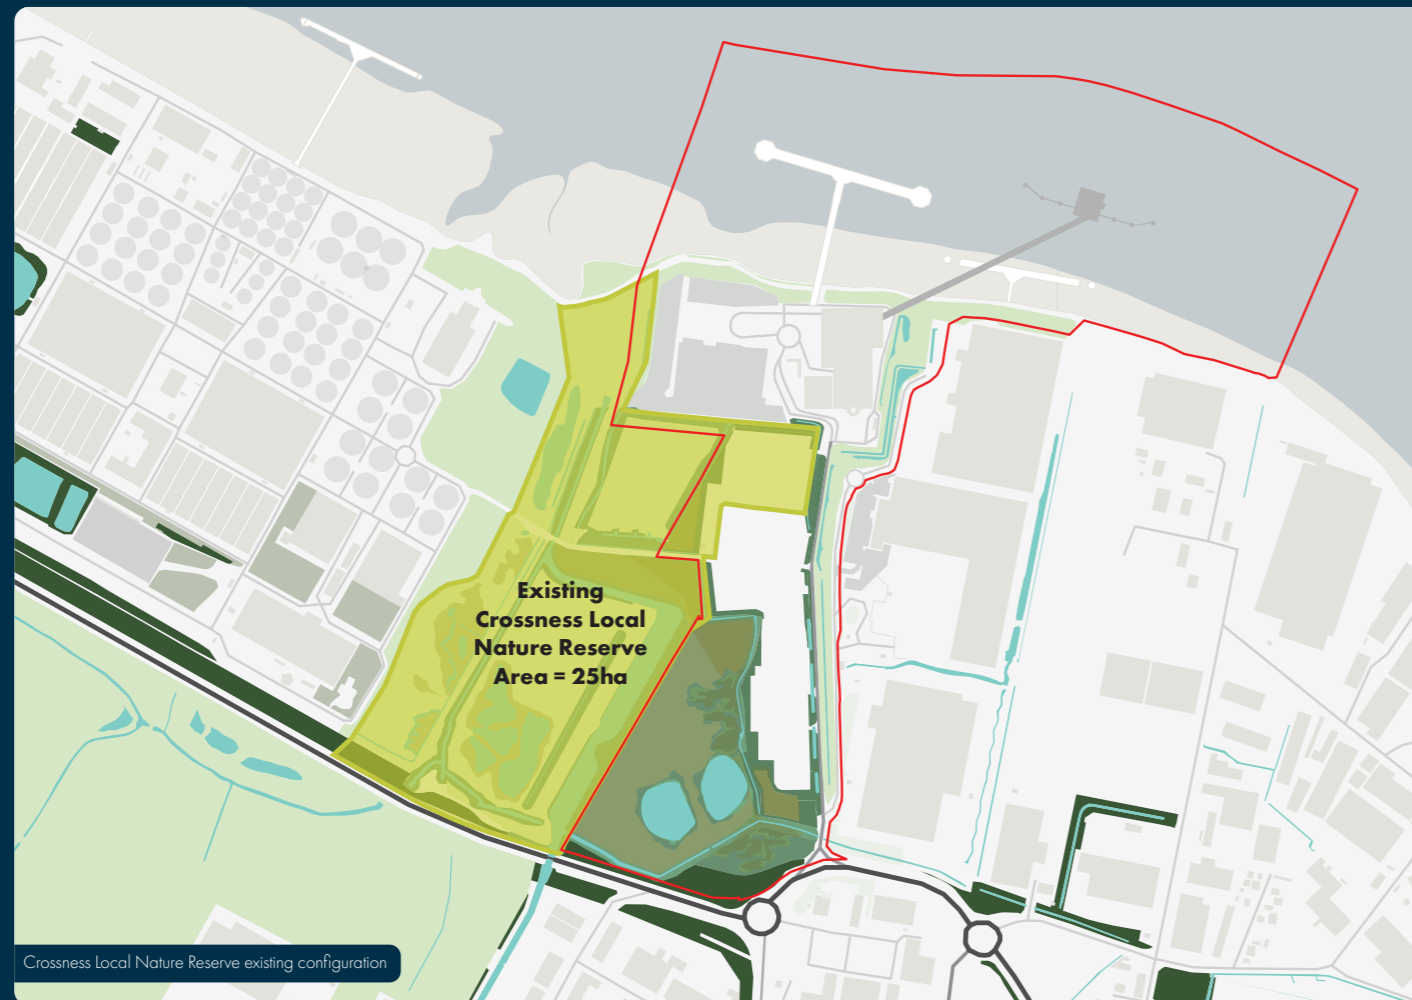 Existing
Crossness Local
Nature Reserve
Area = 25ha
Crossness Local Nature Reserve existing configuration